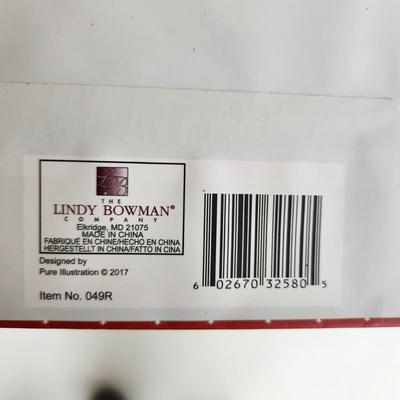 LB
THE
LINDY BOWMAN®
COMPANY
Elkridge, MD 21075
MADE IN CHINA
FABRIQUÉ EN CHINE/HECHO EN CHINA
HERGESTELLT IN CHINA/FATTO IN CINA
Designed by
Pure Illustration © 2017
Item No. 049R
6 02670 32580 5